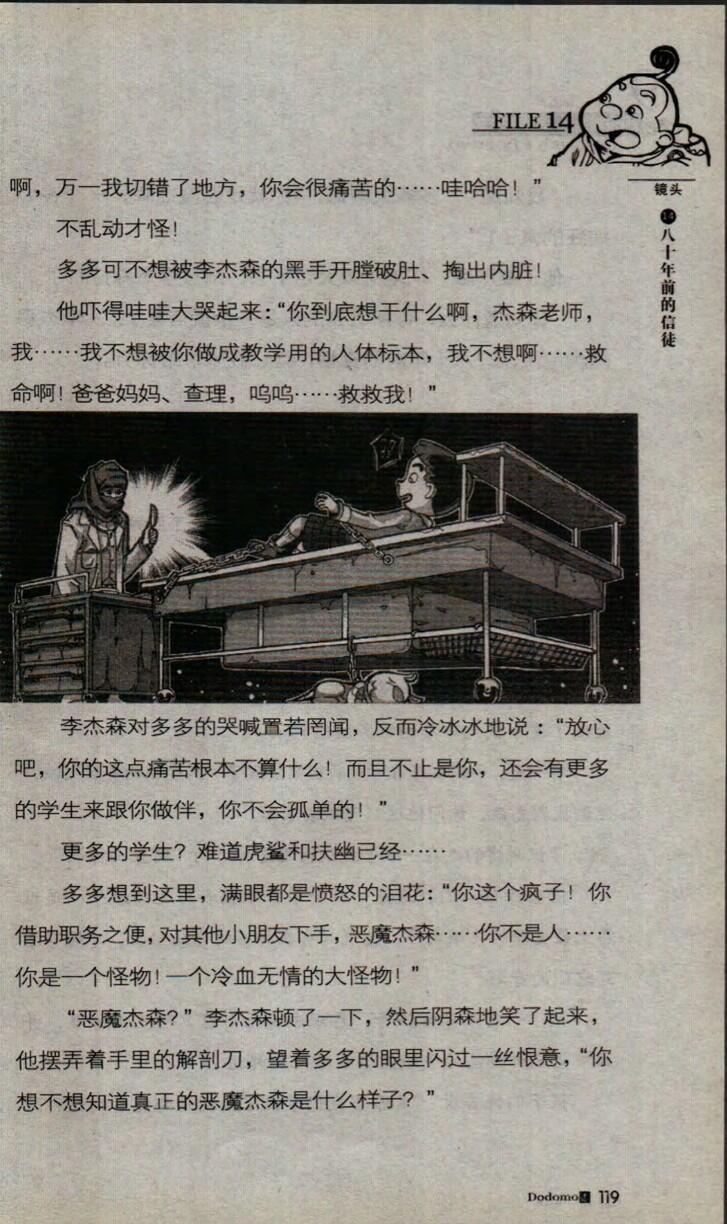 FILE 14
镜头
14 八十年前的信徒
啊，万一我切错了地方，你会很痛苦的……哇哈哈！”
不乱动才怪！
多多可不想被李杰森的黑手开膛破肚、掏出内脏！
他吓得哇哇大哭起来：“你到底想干什么啊，杰森老师，
我……我不想被你做成教学用的人体标本，我不想啊……救
命啊！爸爸妈妈、查理，呜呜……救救我！”
李杰森对多多的哭喊置若罔闻，反而冷冰冰地说：“放心
吧，你的这点痛苦根本不算什么！而且不止是你，还会有更多
的学生来跟你做伴，你不会孤单的！”
更多的学生？难道虎鲨和扶幽已经……
多多想到这里，满眼都是愤怒的泪花：“你这个疯子！你
借助职务之便，对其他小朋友下手，恶魔杰森……你不是人……
你是一个怪物！一个冷血无情的大怪物！”
“恶魔杰森？”李杰森顿了一下，然后阴森地笑了起来，
他摆弄着手里的解剖刀，望着多多的眼里闪过一丝恨意，“你
想不想知道真正的恶魔杰森是什么样子？”
Dodomo 119